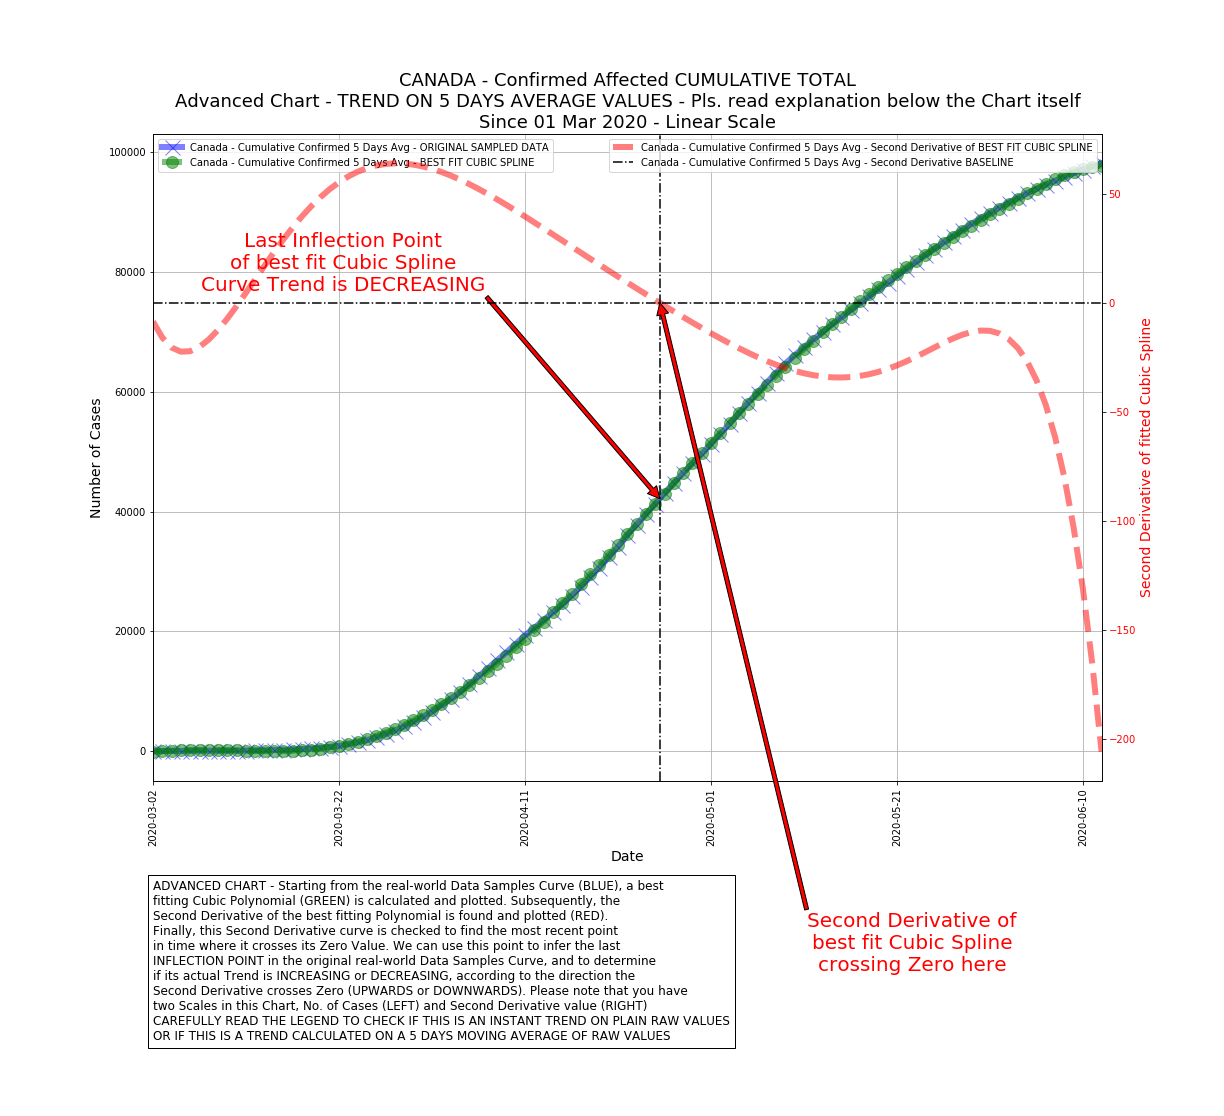 CANADA - Confirmed Affected CUMULATIVE TOTAL
Advanced Chart - TREND ON 5 DAYS AVERAGE VALUES - Pls. read explanation below the Chart itself
Since 01 Mar 2020 - Linear Scale
Canada - Cumulative Confirmed 5 Days Avg - ORIGINAL SAMPLED DATA
Canada - Cumulative Confirmed 5 Days Avg - BEST FIT CUBIC SPLINE
Canada - Cumulative Confirmed 5 Days Avg - Second Derivative of BEST FIT CUBIC SPLINE
Canada - Cumulative Confirmed 5 Days Avg - Second Derivative BASELINE
Last Inflection Point
of best fit Cubic Spline
Curve Trend is DECREASING
Number of Cases
100000
80000
60000
40000
20000
0
50
0
−50
−100
−150
−200
Second Derivative of fitted Cubic Spline
2020-03-02
2020-03-22
2020-04-11
2020-05-01
2020-05-21
2020-06-10
Date
Second Derivative of
best fit Cubic Spline
crossing Zero here
ADVANCED CHART - Starting from the real-world Data Samples Curve (BLUE), a best
fitting Cubic Polynomial (GREEN) is calculated and plotted. Subsequently, the
Second Derivative of the best fitting Polynomial is found and plotted (RED).
Finally, this Second Derivative curve is checked to find the most recent point
in time where it crosses its Zero Value. We can use this point to infer the last
INFLECTION POINT in the original real-world Data Samples Curve, and to determine
if its actual Trend is INCREASING or DECREASING, according to the direction the
Second Derivative crosses Zero (UPWARDS or DOWNWARDS). Please note that you have
two Scales in this Chart, No. of Cases (LEFT) and Second Derivative value (RIGHT)
CAREFULLY READ THE LEGEND TO CHECK IF THIS IS AN INSTANT TREND ON PLAIN RAW VALUES
OR IF THIS IS A TREND CALCULATED ON A 5 DAYS MOVING AVERAGE OF RAW VALUES